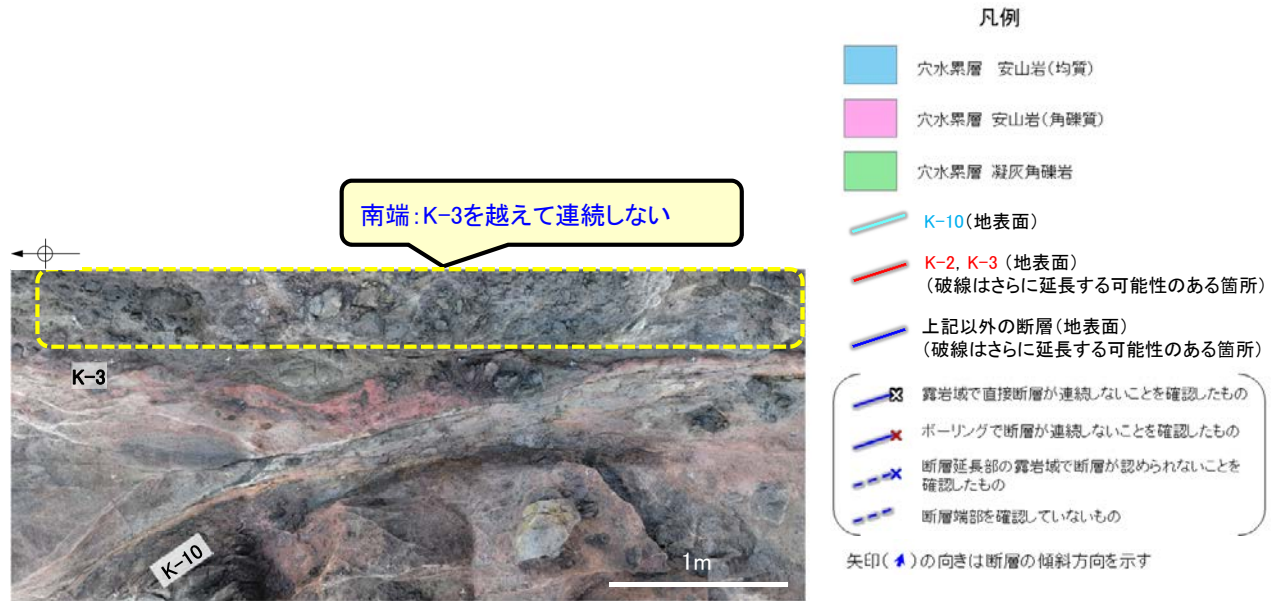 南端:K-3を越えて連続しない
K-3
K-10
1m
凡例
穴水累層 安山岩(均質)
穴水累層 安山岩(角礫質)
穴水累層 凝灰角礫岩
K-10(地表面)
K-2, K-3 (地表面)
(破線はさらに延長する可能性のある箇所)
上記以外の断層(地表面)
(破線はさらに延長する可能性のある箇所)
露岩域で直接断層が連続しないことを確認したもの
ボーリングで断層が連続しないことを確認したもの
断層延長部の露岩域で断層が認められないことを
確認したもの
断層端部を確認していないもの
矢印( )の向きは断層の傾斜方向を示す